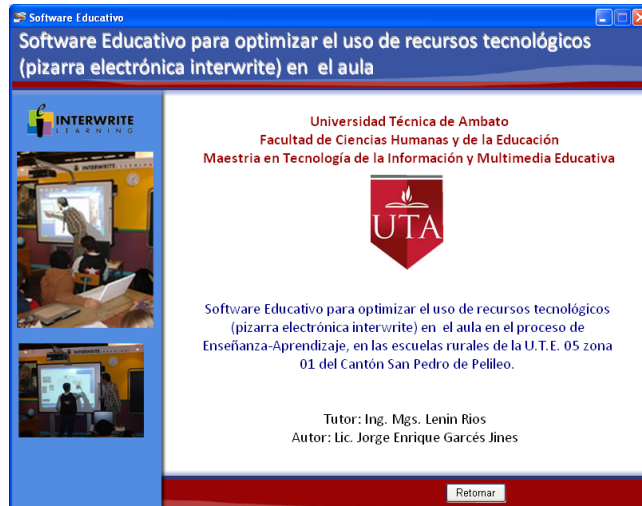 Software Educativo
Software Educativo para optimizar el uso de recursos tecnológicos
(pizarra electrónica interwrite) en el aula
INTERWRITE
LEARNING
Universidad Técnica de Ambato
Facultad de Ciencias Humanas y de la Educación
Maestria en Tecnología de la Información y Multimedia Educativa
UTA
Software Educativo para optimizar el uso de recursos tecnológicos
(pizarra electrónica interwrite) en el aula en el proceso de
Enseñanza-Aprendizaje, en las escuelas rurales de la U.T.E. 05 zona
01 del Cantón San Pedro de Pelileo.
Tutor: Ing. Mgs. Lenin Rios
Autor: Lic. Jorge Enrique Garcés Jines
Retornar